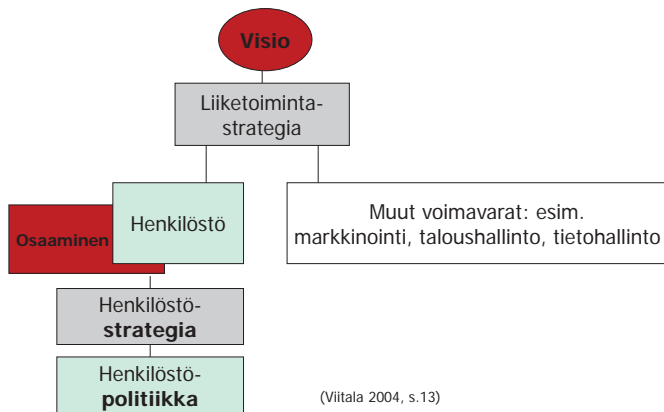 Visio
Liiketoiminta-
strategia
Henkilöstö
Osaaminen
Muut voimavarat: esim.
markkinointi, taloushallinto, tietohallinto
Henkilöstö-
strategia
Henkilöstö-
politiikka
(Viitala 2004, s.13)